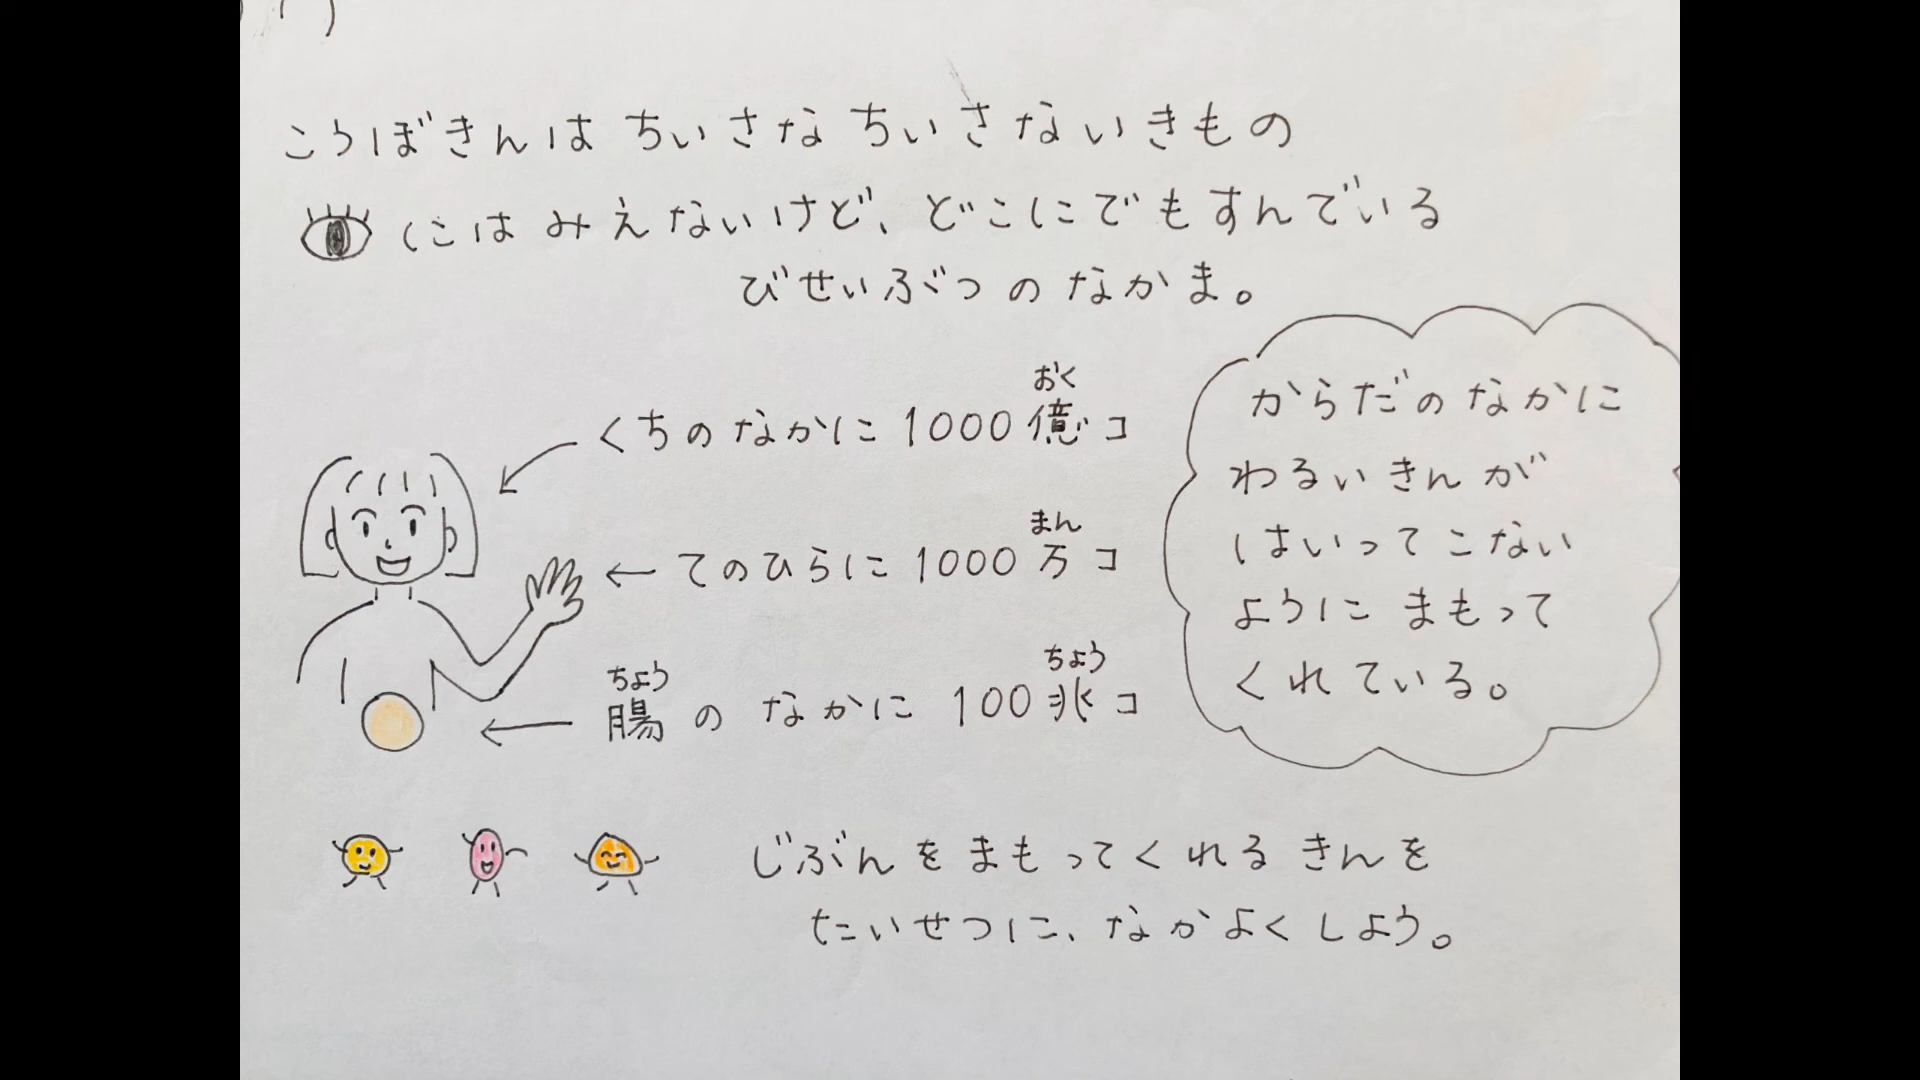 こうぼきんは ちいさな ちいさないきもの
にはみえないけど、どこにでもすんでいる
びせいぶつのなかま。
くちのなかに 1000億コ
おく
てのひらに 1000万コ
まん
腸のなかに 100兆コ
ちょう
ちょう
からだのなかに
わるいきんが
はいってこない
ように まもって
くれている。
じぶんをまもってくれるきんを
たいせつに、なかよくしよう。